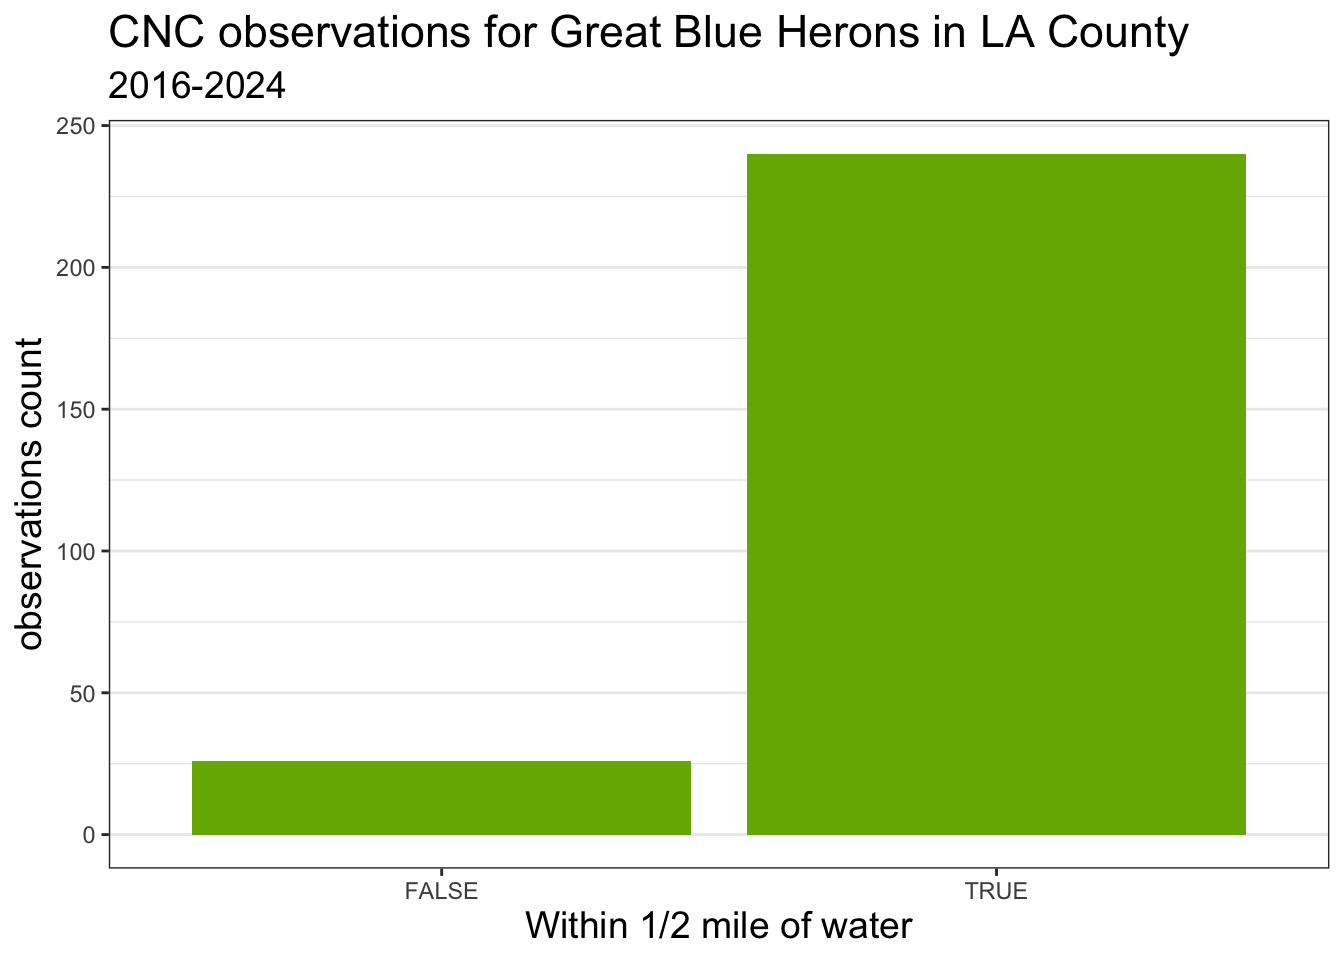 CNC observations for Great Blue Herons in LA County
2016-2024
250
200
150
100
50
0
observations count
FALSE
TRUE
Within 1/2 mile of water